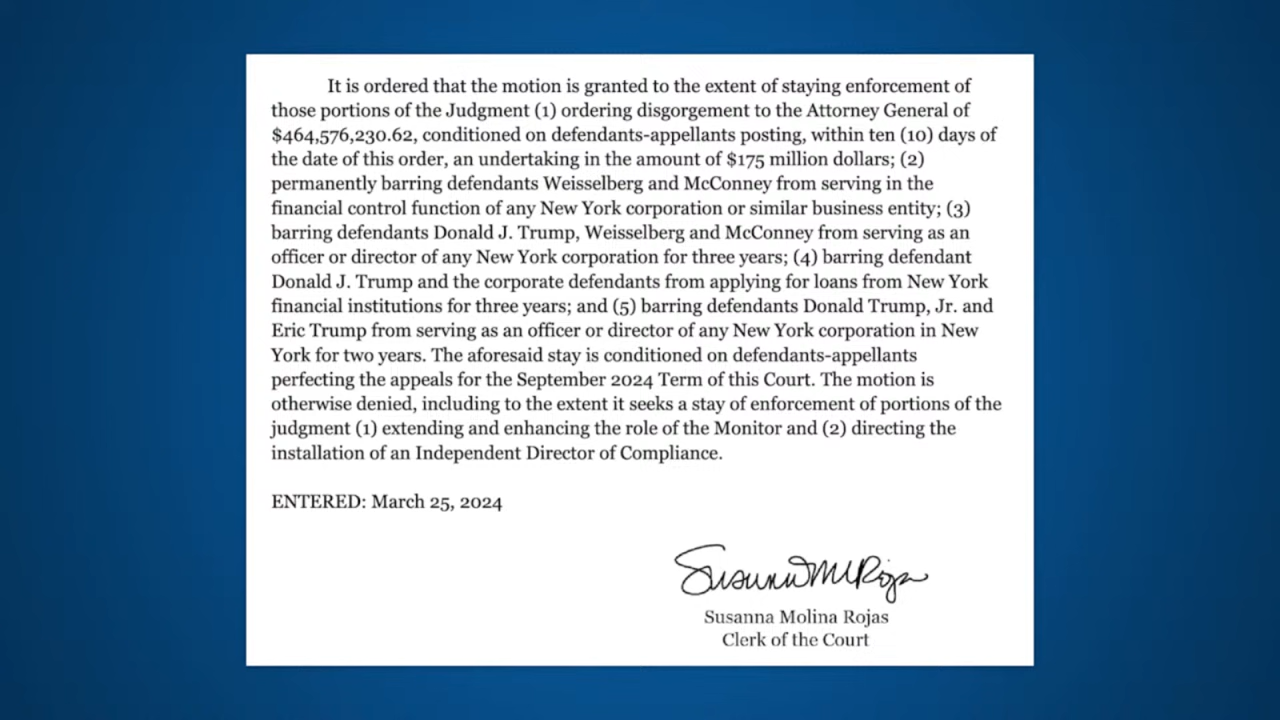 It is ordered that the motion is granted to the extent of staying enforcement of
those portions of the Judgment (1) ordering disgorgement to the Attorney General of
$464,576,230.62, conditioned on defendants-appellants posting, within ten (10) days of
the date of this order, an undertaking in the amount of $175 million dollars; (2)
permanently barring defendants Weisselberg and McConney from serving in the
financial control function of any New York corporation or similar business entity; (3)
barring defendants Donald J. Trump, Weisselberg and McConney from serving as an
officer or director of any New York corporation for three years; (4) barring defendant
Donald J. Trump and the corporate defendants from applying for loans from New York
financial institutions for three years; and (5) barring defendants Donald Trump, Jr. and
Eric Trump from serving as an officer or director of any New York corporation in New
York for two years. The aforesaid stay is conditioned on defendants-appellants
perfecting the appeals for the September 2024 Term of this Court. The motion is
otherwise denied, including to the extent it seeks a stay of enforcement of portions of the
judgment (1) extending and enhancing the role of the Monitor and (2) directing the
installation of an Independent Director of Compliance.
ENTERED: March 25, 2024
Susanna M Rojas
Susanna Molina Rojas
Clerk of the Court